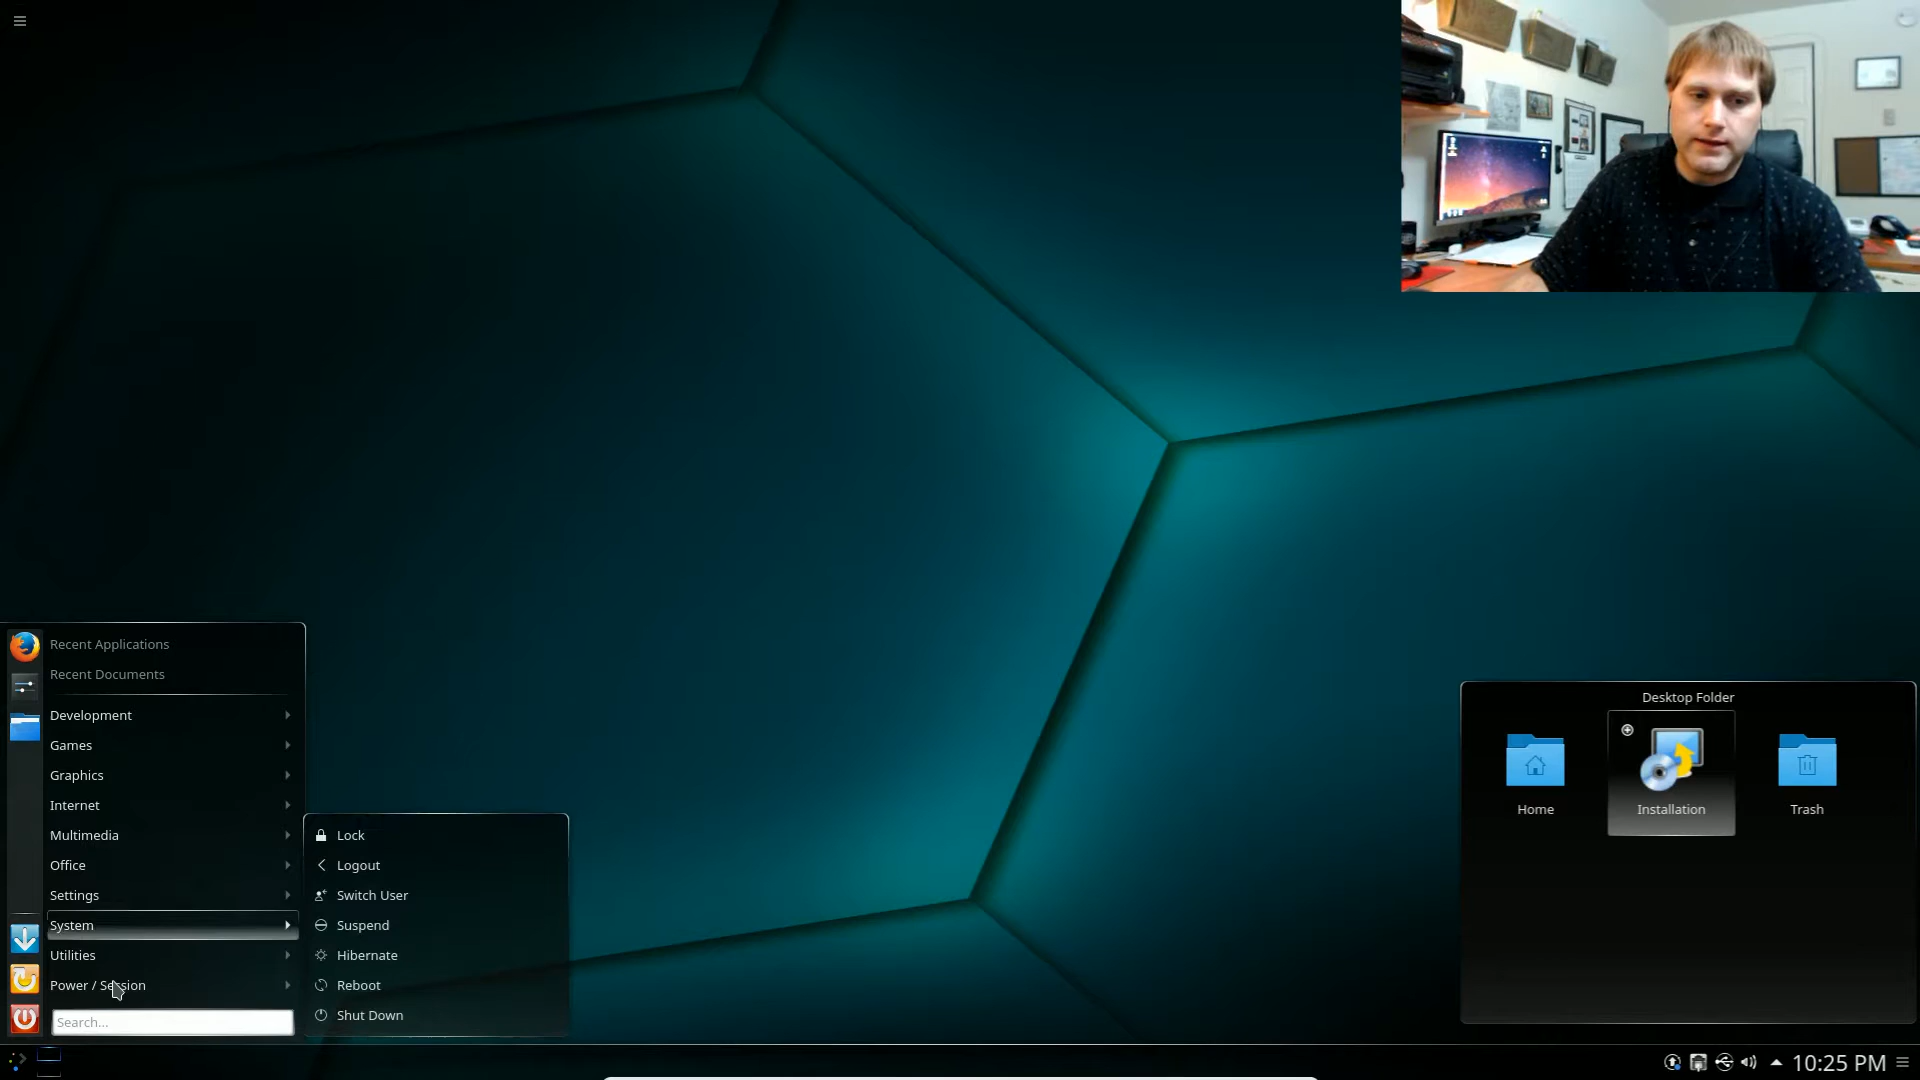 Recent Applications
Recent Documents
Development
Games
Graphics
Internet
Multimedia
Office
Settings
System
Utilities
Power / Session
Search...
Lock
Logout
Switch User
Suspend
Hibernate
Reboot
Shut Down
Desktop Folder
Home
Installation
Trash
10:25 PM